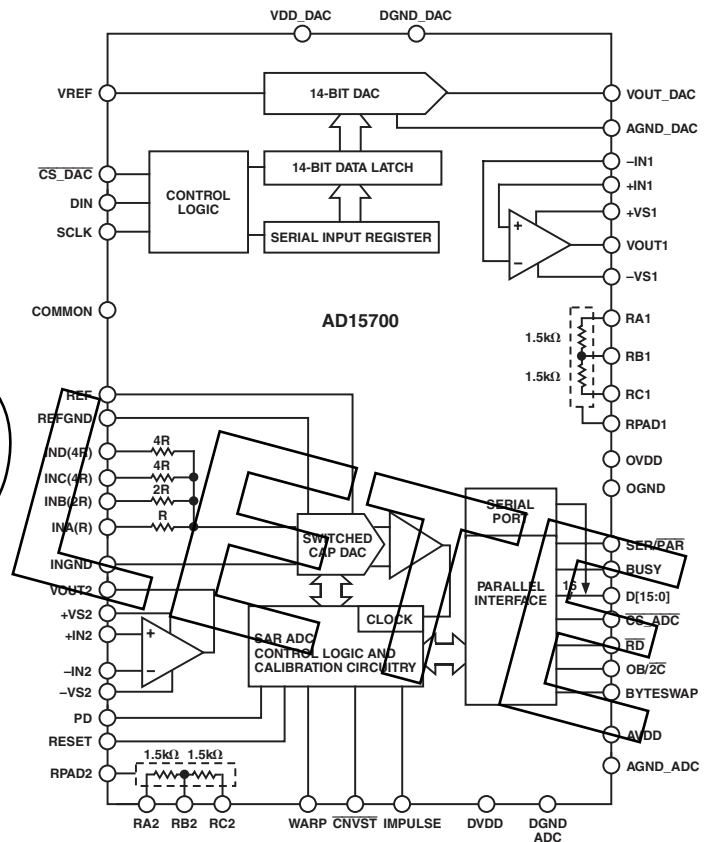 VDD_DAC DGND_DAC
VREF 14-BIT DAC VOUT_DAC
AGND_DAC
CS_DAC 14-BIT DATA LATCH –IN1
DIN CONTROL LOGIC +IN1
SCLK SERIAL INPUT REGISTER +VS1
VOUT1
–VS1
COMMON AD15700 RA1
1.5kΩ
RB1
1.5kΩ
REF RC1
REFGND RPAD1
IND(4R) 4R OVDD
INC(4R) 4R OGND
INB(2R) 2R SERIAL PORT
INA(R) R SWITCHED CAP DAC SER/PAR
INGND BUSY
VOUT2 PARALLEL INTERFACE 16 D[15:0]
+VS2 CLOCK CS_ADC
+IN2 SAR ADC CONTROL LOGIC AND CALIBRATION CIRCUITRY RD
–IN2 OB/2C
–VS2 BYTESWAP
PD
RESET AVDD
1.5kΩ 1.5kΩ
RPAD2 AGND_ADC
RA2 RB2 RC2 WARP CNVST IMPULSE DVDD DGND ADC
+ −
+ −